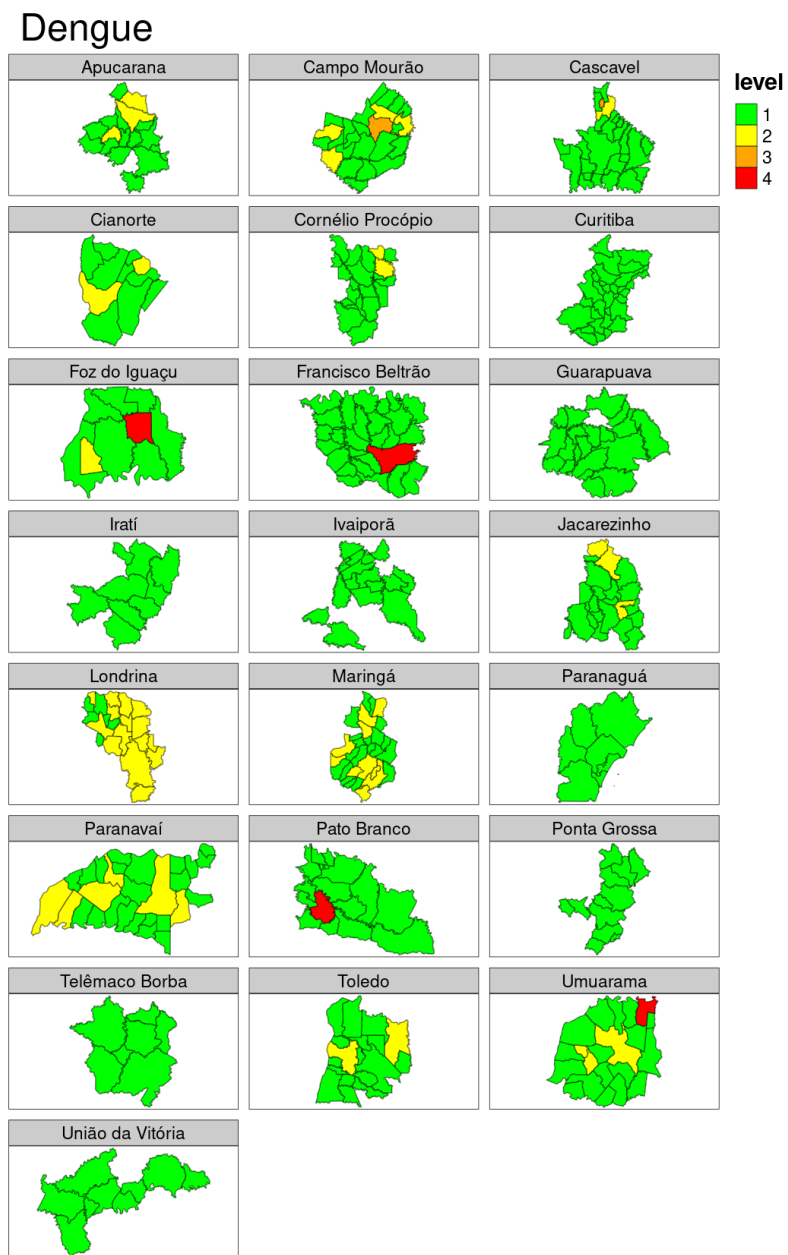 Dengue
Apucarana
Campo Mourão
Cascavel
level
1
2
3
4
Cianorte
Cornélio Procópio
Curitiba
Foz do Iguaçu
Francisco Beltrão
Guarapuava
Iratí
Ivaiporã
Jacarezinho
Londrina
Maringá
Paranaguá
Paranavaí
Pato Branco
Ponta Grossa
Telêmaco Borba
Toledo
Umuarama
União da Vitória